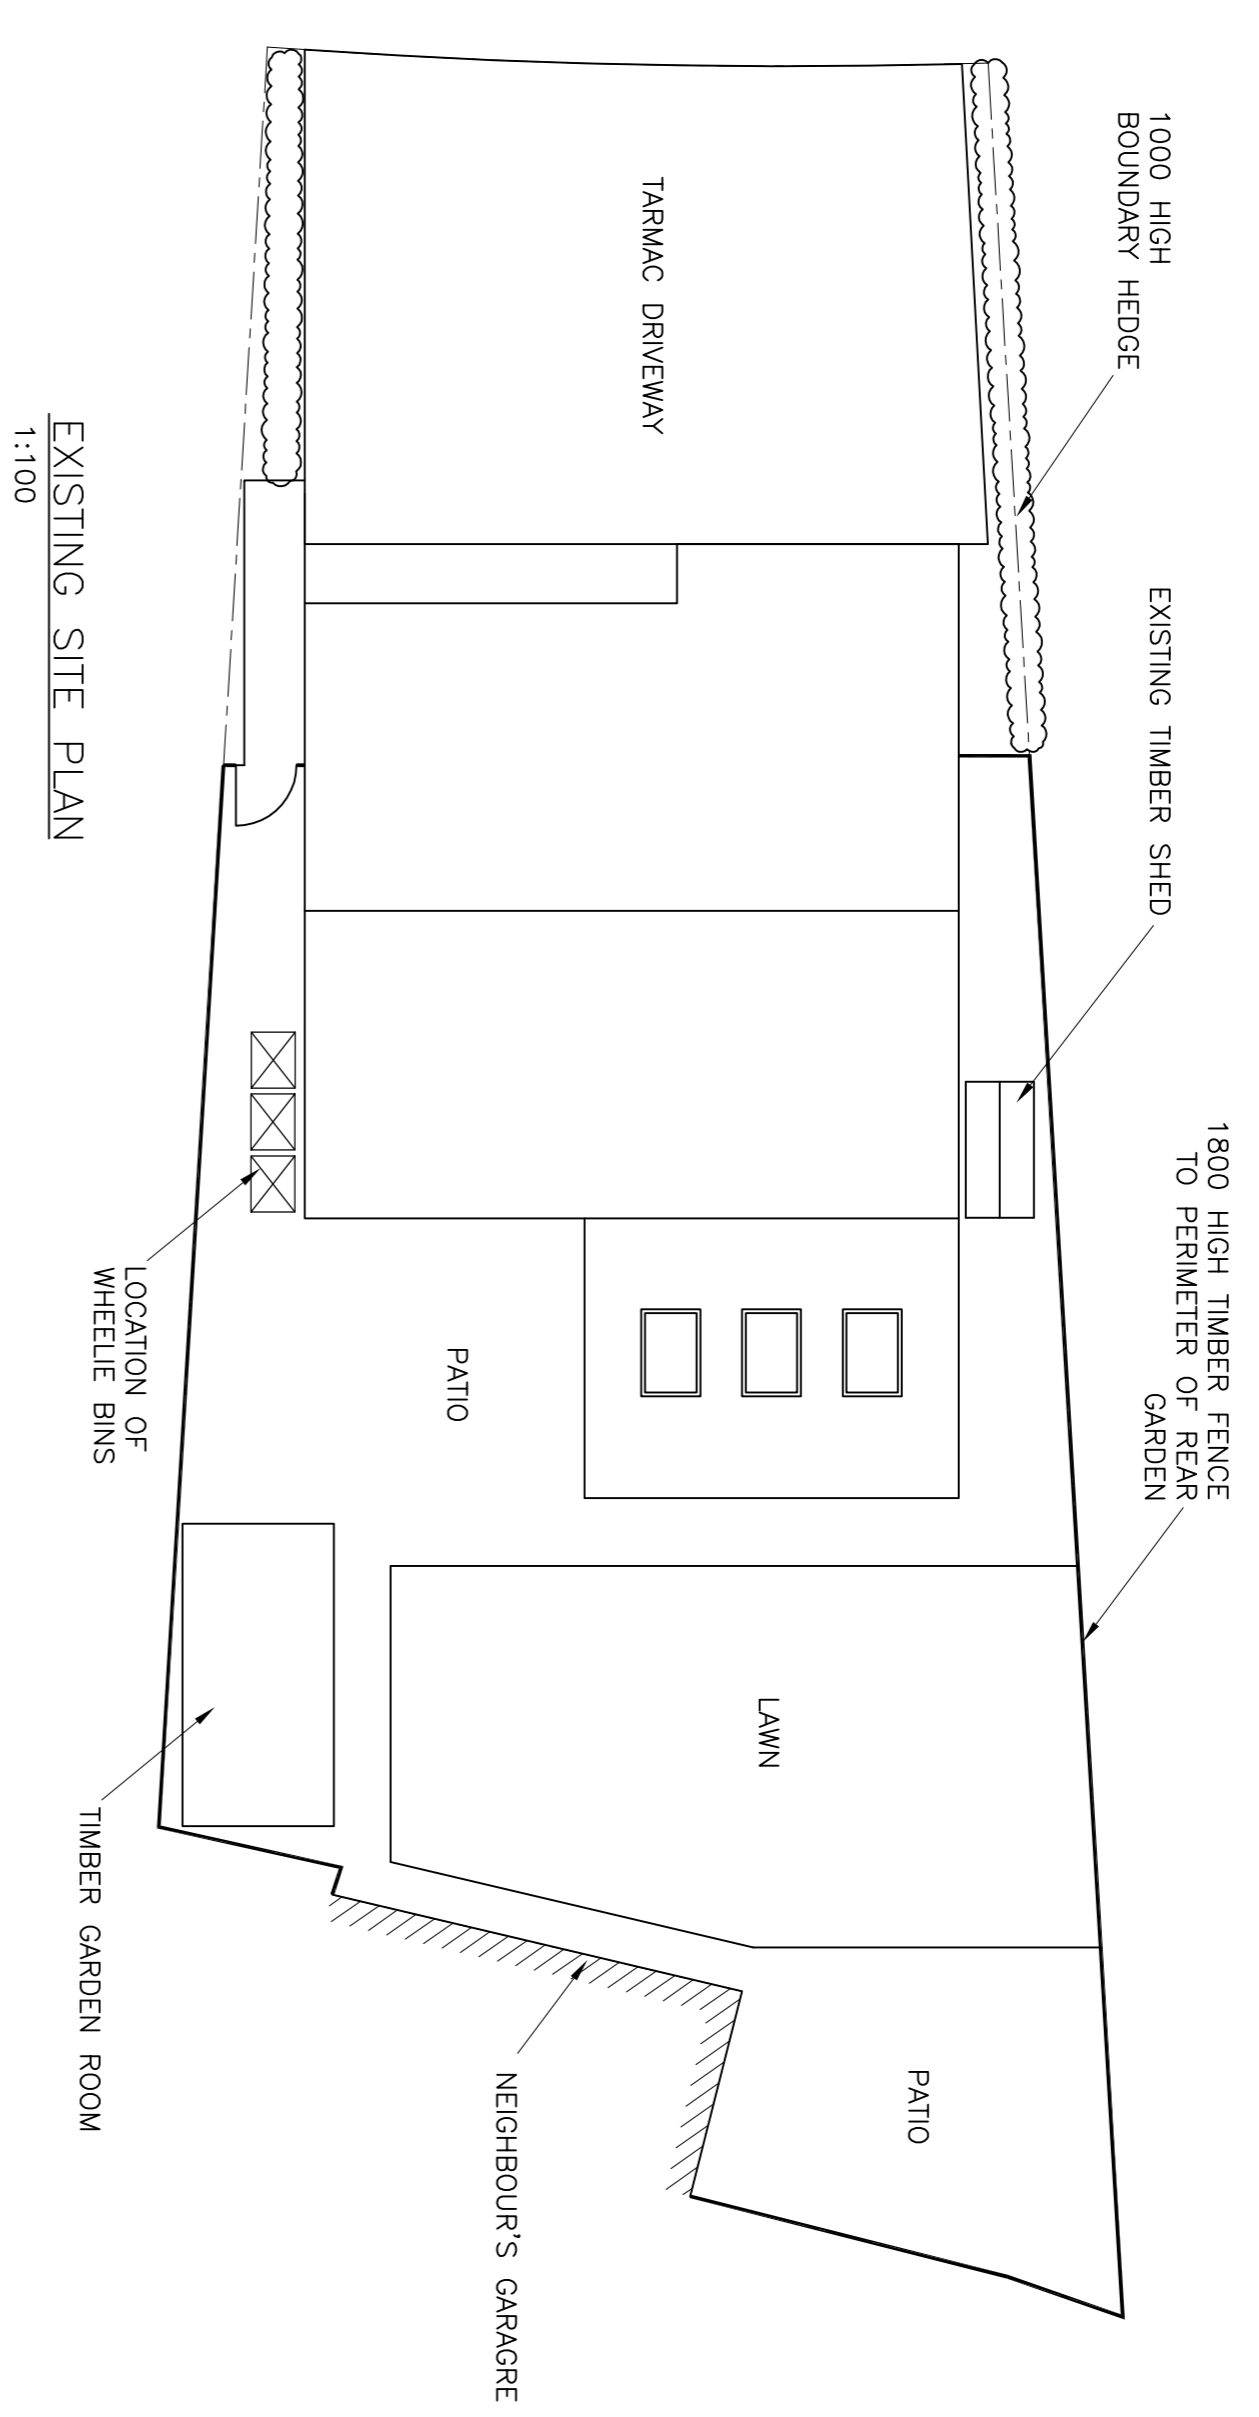 1000 HIGH
BOUNDARY HEDGE
EXISTING TIMBER SHED
1800 HIGH TIMBER FENCE
TO PERIMETER OF REAR
GARDEN
TARMAC DRIVEWAY
LAWN
PATIO
PATIO
NEIGHBOUR'S GARAGRE
LOCATION OF
WHEELIE BINS
TIMBER GARDEN ROOM
EXISTING SITE PLAN
1:100